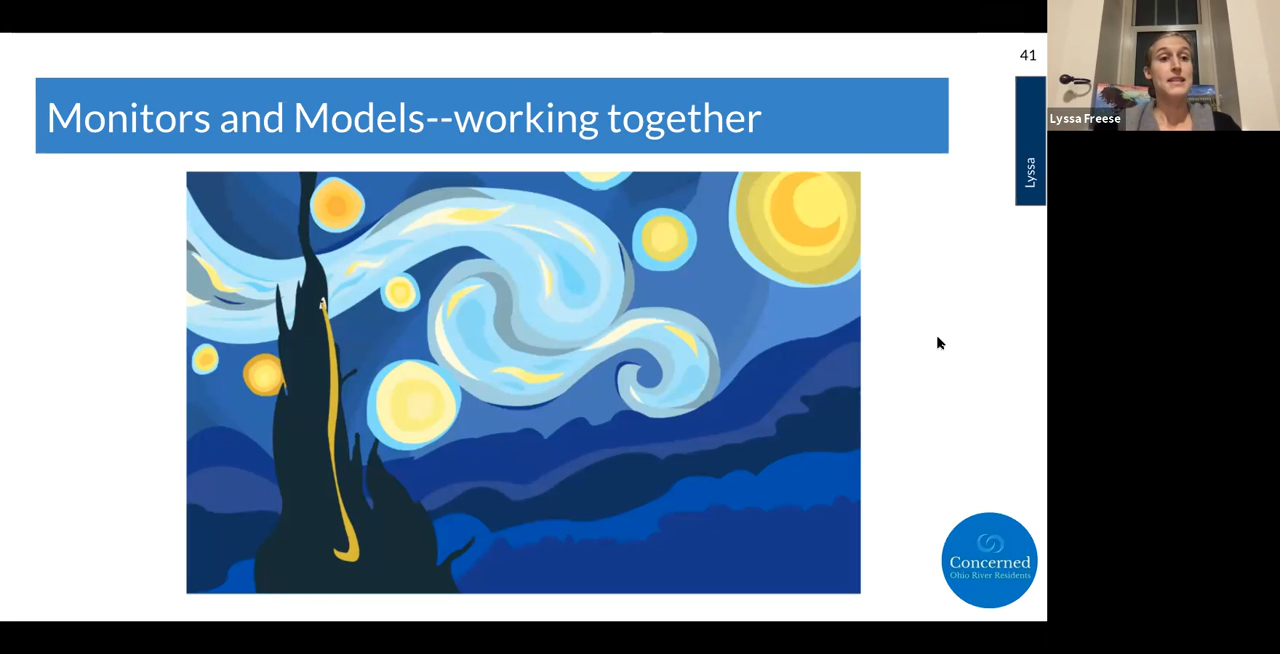 41
Monitors and Models--working together
Lyssa Freese
Lyssa
Concerned
Ohio River Residents